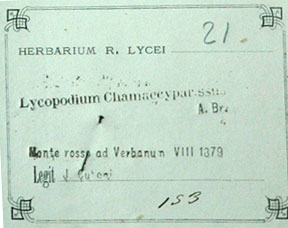 HERBARIUM R. LYCEI 21
Lycopodium Chamaecyparissus
A. Br
Monte rosso ad Verbanum VIII 1879
Legit J.
153